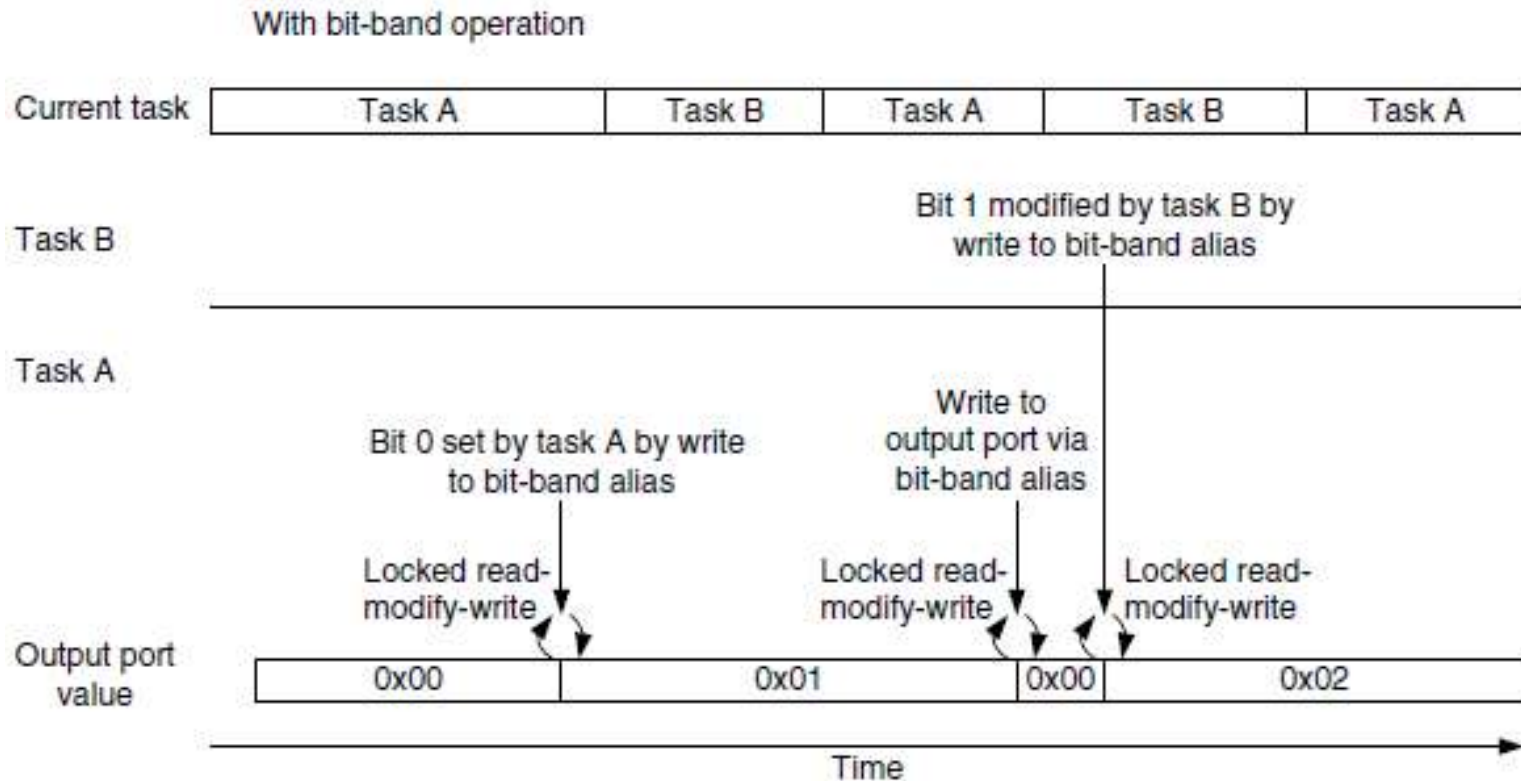 With bit-band operation
Current task
Task A
Task B
Task A
Task B
Task A
Task B
Bit 1 modified by task B by
write to bit-band alias
Task A
Bit 0 set by task A by write
to bit-band alias
Write to
output port via
bit-band alias
Locked read-
modify-write
Locked read-
modify-write
Locked read-
modify-write
Output port
value
0x00
0x01
0x00
0x02
Time